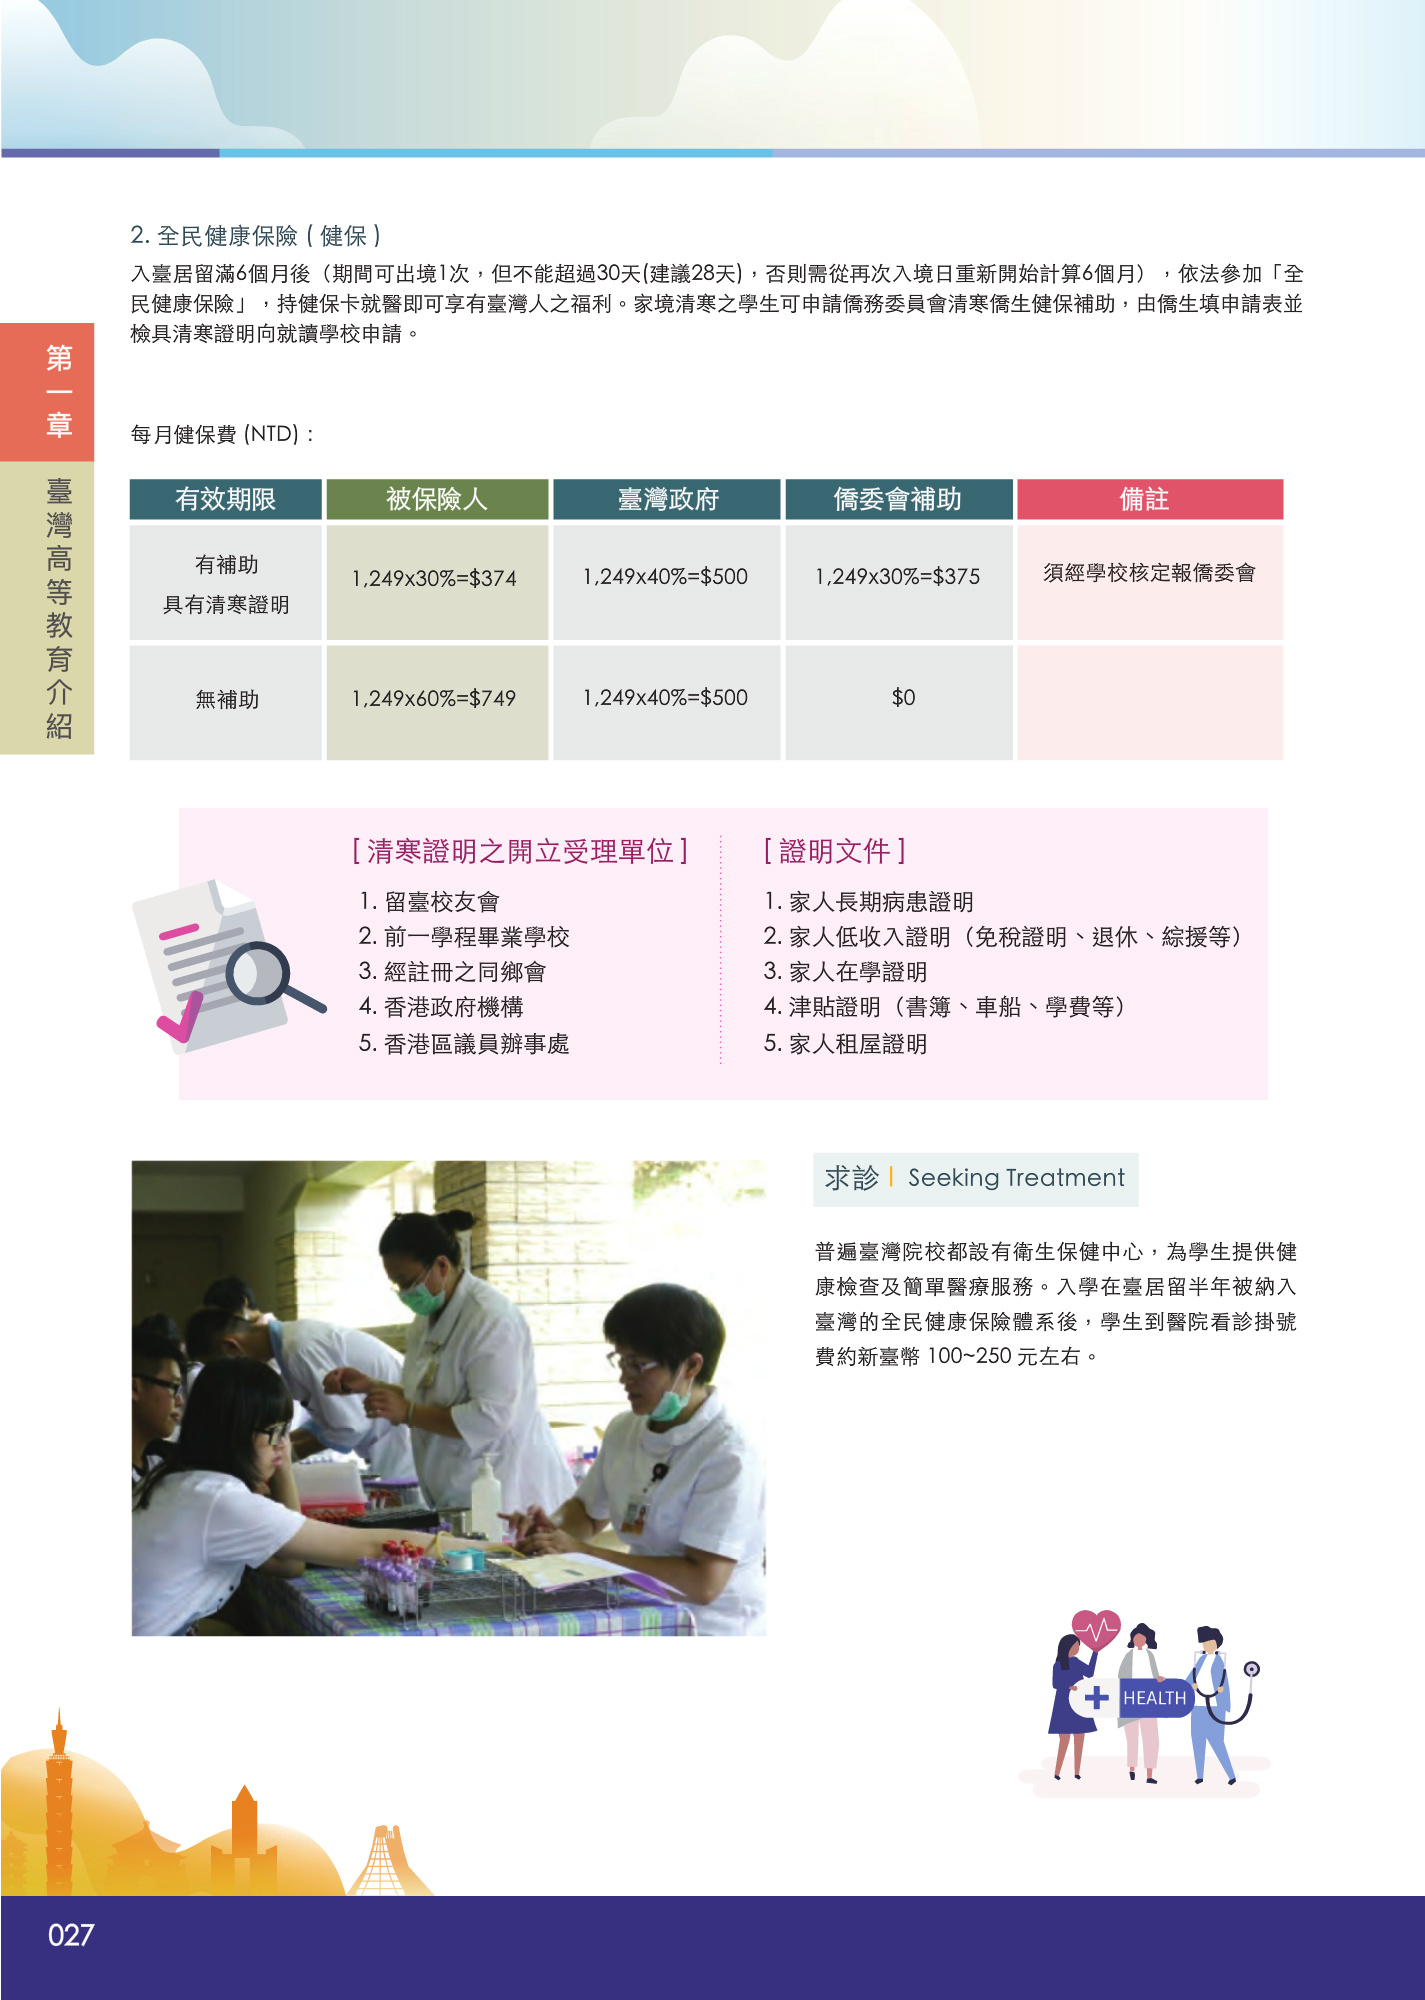 2. 全民健康保險 ( 健保 )
入臺居留滿6個月後（期間可出境1次，但不能超過30天(建議28天)，否則需從再次入境日重新開始計算6個月），依法參加「全
民健康保險」，持健保卡就醫即可享有臺灣人之福利。家境清寒之學生可申請僑務委員會清寒僑生健保補助，由僑生填申請表並
檢具清寒證明向就讀學校申請。
第一章
臺灣高等教育介紹
每月健保費 (NTD)：
有效期限 被保險人 臺灣政府 僑委會補助 備註
有補助
具有清寒證明
1,249x30%=$374 1,249x40%=$500 1,249x30%=$375 須經學校核定報僑委會
無補助 1,249x60%=$749 1,249x40%=$500 $0
[ 清寒證明之開立受理單位 ]
1. 留臺校友會
2. 前一學程畢業學校
3. 經註冊之同鄉會
4. 香港政府機構
5. 香港區議員辦事處
[ 證明文件 ]
1. 家人長期病患證明
2. 家人低收入證明（免稅證明、退休、綜援等）
3. 家人在學證明
4. 津貼證明（書簿、車船、學費等）
5. 家人租屋證明
求診 | Seeking Treatment
普遍臺灣院校都設有衛生保健中心，為學生提供健
康檢查及簡單醫療服務。入學在臺居留半年被納入
臺灣的全民健康保險體系後，學生到醫院看診掛號
費約新臺幣 100~250 元左右。
HEALTH
027